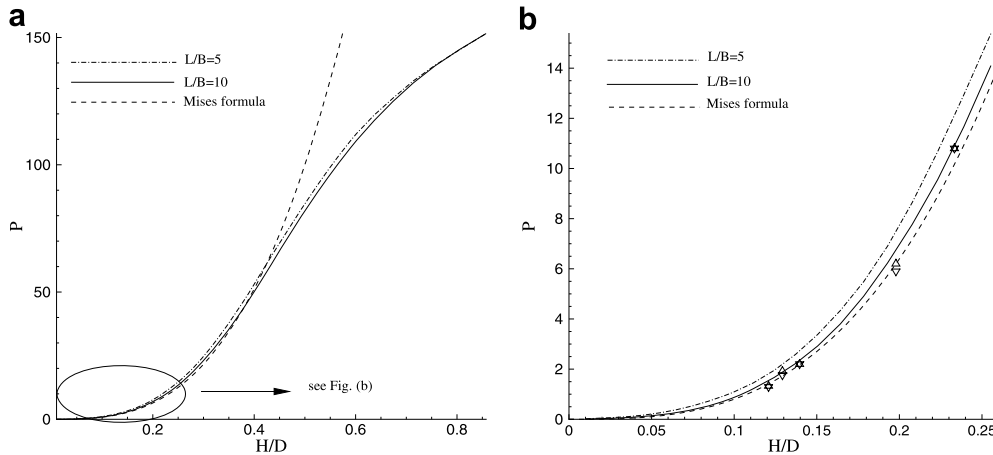 a
150
100
50
0
P
0.2
0.4
0.6
0.8
H/D
L/B=5
L/B=10
Mises formula
see Fig. (b)
b
14
12
10
8
6
4
2
0
P
0
0.05
0.1
0.15
0.2
0.25
H/D
L/B=5
L/B=10
Mises formula